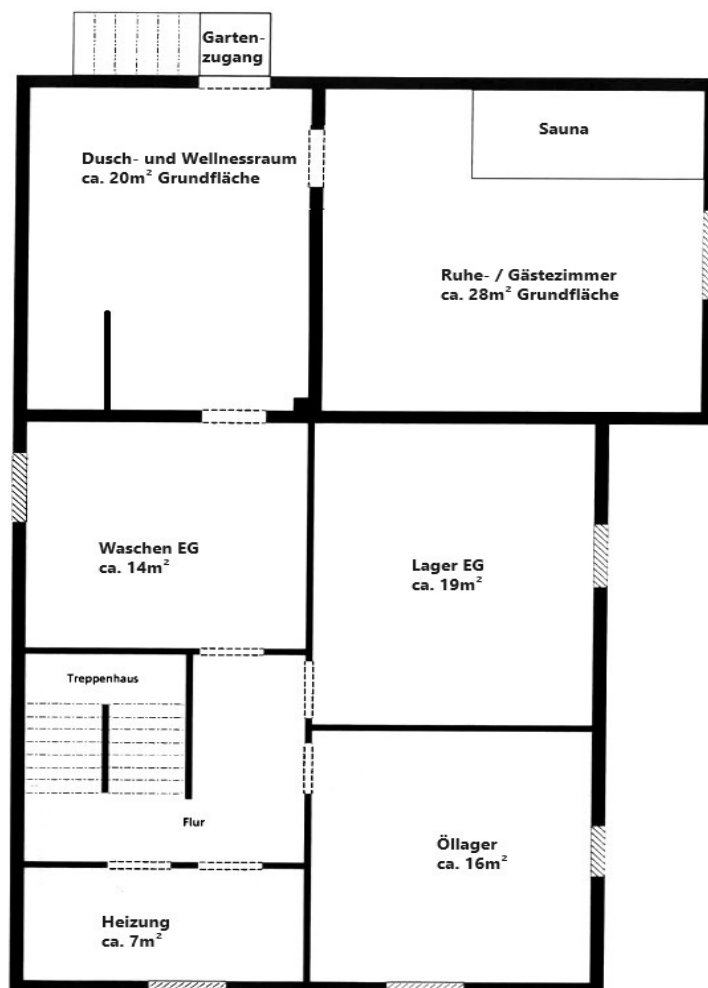 Garten-
zugang
Sauna
Dusch- und Wellnessraum
ca. 20m² Grundfläche
Ruhe- / Gästezimmer
ca. 28m² Grundfläche
Waschen EG
ca. 14m²
Lager EG
ca. 19m²
Treppenhaus
Flur
Öllager
ca. 16m²
Heizung
ca. 7m²